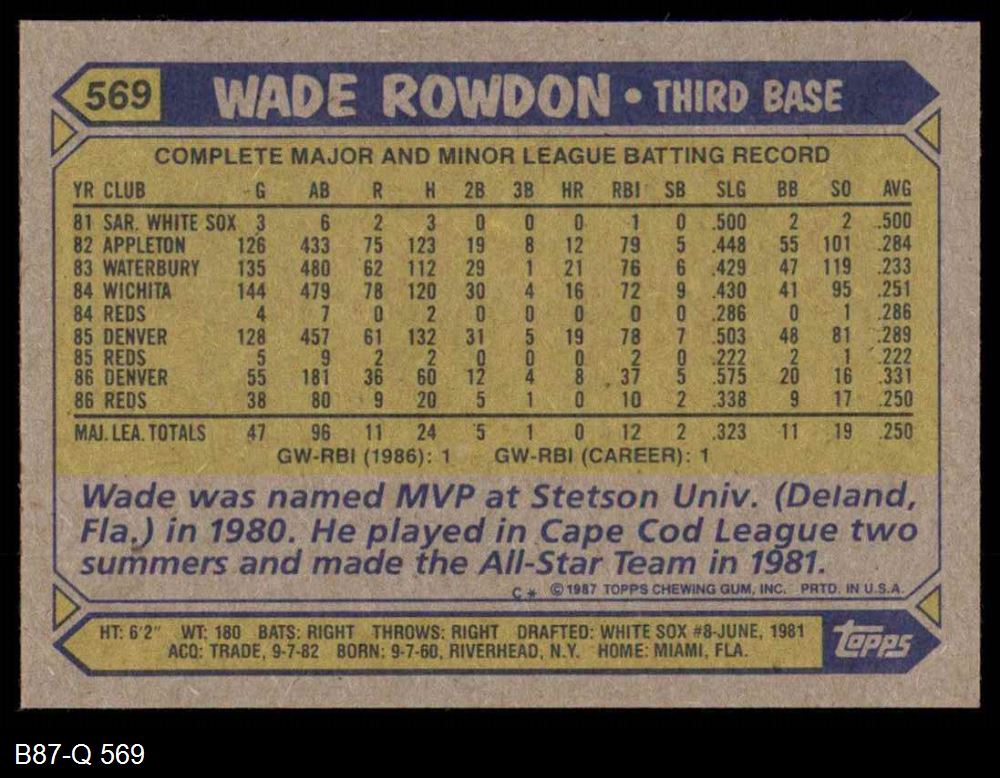 569 WADE ROWDON • THIRD BASE
COMPLETE MAJOR AND MINOR LEAGUE BATTING RECORD
YR CLUB G AB R H 2B 3B HR RBI SB SLG BB SO AVG
81 SAR. WHITE SOX 3 6 2 3 0 0 0 1 0 .500 2 2 .500
82 APPLETON 126 433 75 123 19 8 12 79 5 .448 55 101 .284
83 WATERBURY 135 480 62 112 29 1 21 76 6 .429 47 119 .233
84 WICHITA 144 479 78 120 30 4 16 72 9 .430 41 95 .251
84 REDS 4 7 0 2 0 0 0 0 0 .286 0 1 .286
85 DENVER 128 457 61 132 31 5 19 78 7 .503 48 81 .289
85 REDS 5 9 2 2 0 0 0 2 0 .222 2 1 .222
86 DENVER 55 181 36 60 12 4 8 37 5 .575 20 16 .331
86 REDS 38 80 9 20 5 1 0 10 2 .338 9 17 .250
MAJ. LEA. TOTALS 47 96 11 24 5 1 0 12 2 .323 11 19 .250
GW-RBI (1986): 1 GW-RBI (CAREER): 1
Wade was named MVP at Stetson Univ. (Deland,
Fla.) in 1980. He played in Cape Cod League two
summers and made the All-Star Team in 1981.
C* ©1987 TOPPS CHEWING GUM, INC. PRTD. IN U.S.A.
HT: 6'2" WT: 180 BATS: RIGHT THROWS: RIGHT DRAFTED: WHITE SOX #8-JUNE, 1981
ACQ: TRADE, 9-7-82 BORN: 9-7-60, RIVERHEAD, N.Y. HOME: MIAMI, FLA.
topps
B87-Q 569